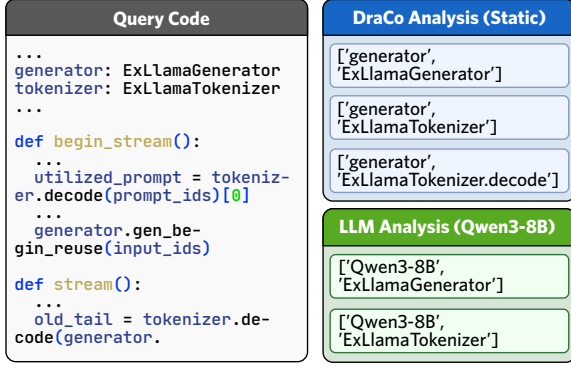 Query Code
...
generator: ExLlamaGenerator
tokenizer: ExLlamaTokenizer
...
def begin_stream():
...
utilized_prompt = tokeniz-
er.decode(prompt_ids)[0]
...
generator.gen_be-
gin_reuse(input_ids)
def stream():
...
old_tail = tokenizer.de-
code(generator.
DraCo Analysis (Static)
['generator',
'ExLlamaGenerator']
['generator',
'ExLlamaTokenizer']
['generator',
'ExLlamaTokenizer.decode']
LLM Analysis (Qwen3-8B)
['Qwen3-8B',
'ExLlamaGenerator']
['Qwen3-8B',
'ExLlamaTokenizer']